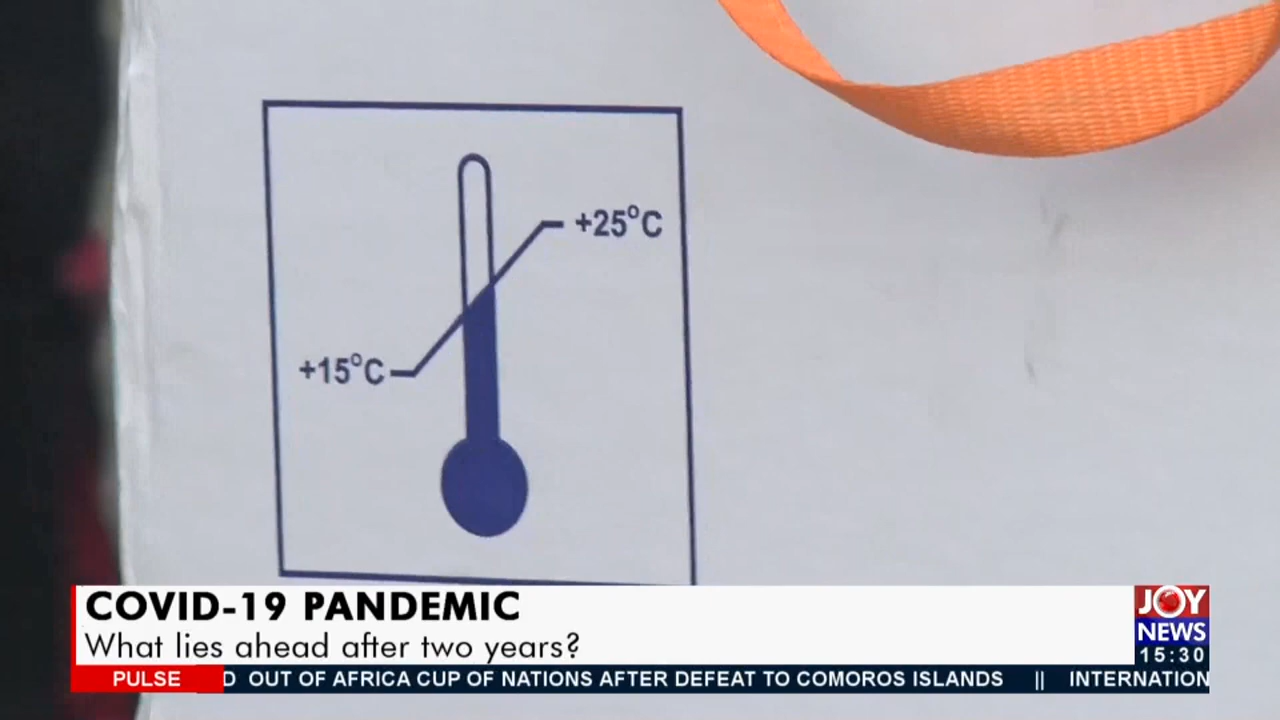 +25°C
+15°C
COVID-19 PANDEMIC
What lies ahead after two years?
JOY
NEWS
15:30
PULSE
D OUT OF AFRICA CUP OF NATIONS AFTER DEFEAT TO COMOROS ISLANDS || INTERNATION